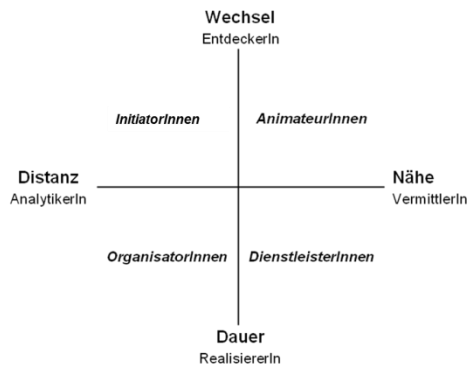 Wechsel
EntdeckerIn
InitiatorInnen
AnimateurInnen
Distanz
AnalytikerIn
Nähe
VermittlerIn
OrganisatorInnen
DienstleisterInnen
Dauer
RealisiererIn